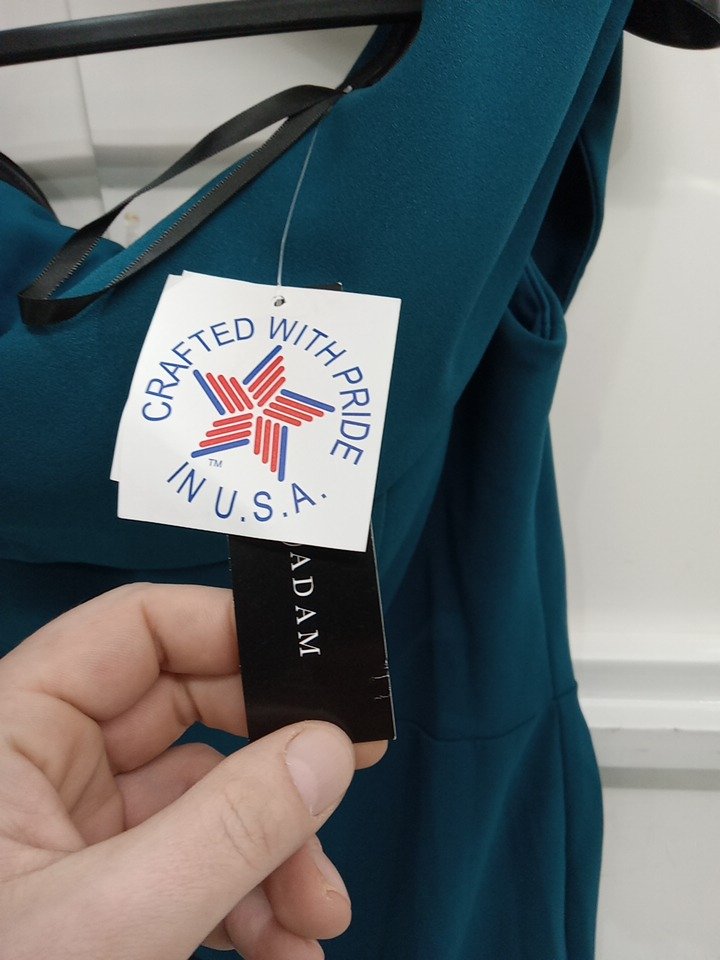 CRAFTED WITH PRIDE
IN U.S.A.
TM
ADAM